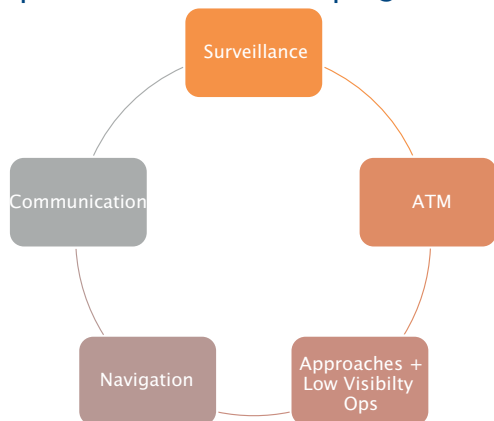 Surveillance
Communication
ATM
Navigation
Approaches +
Low Visibilty
Ops